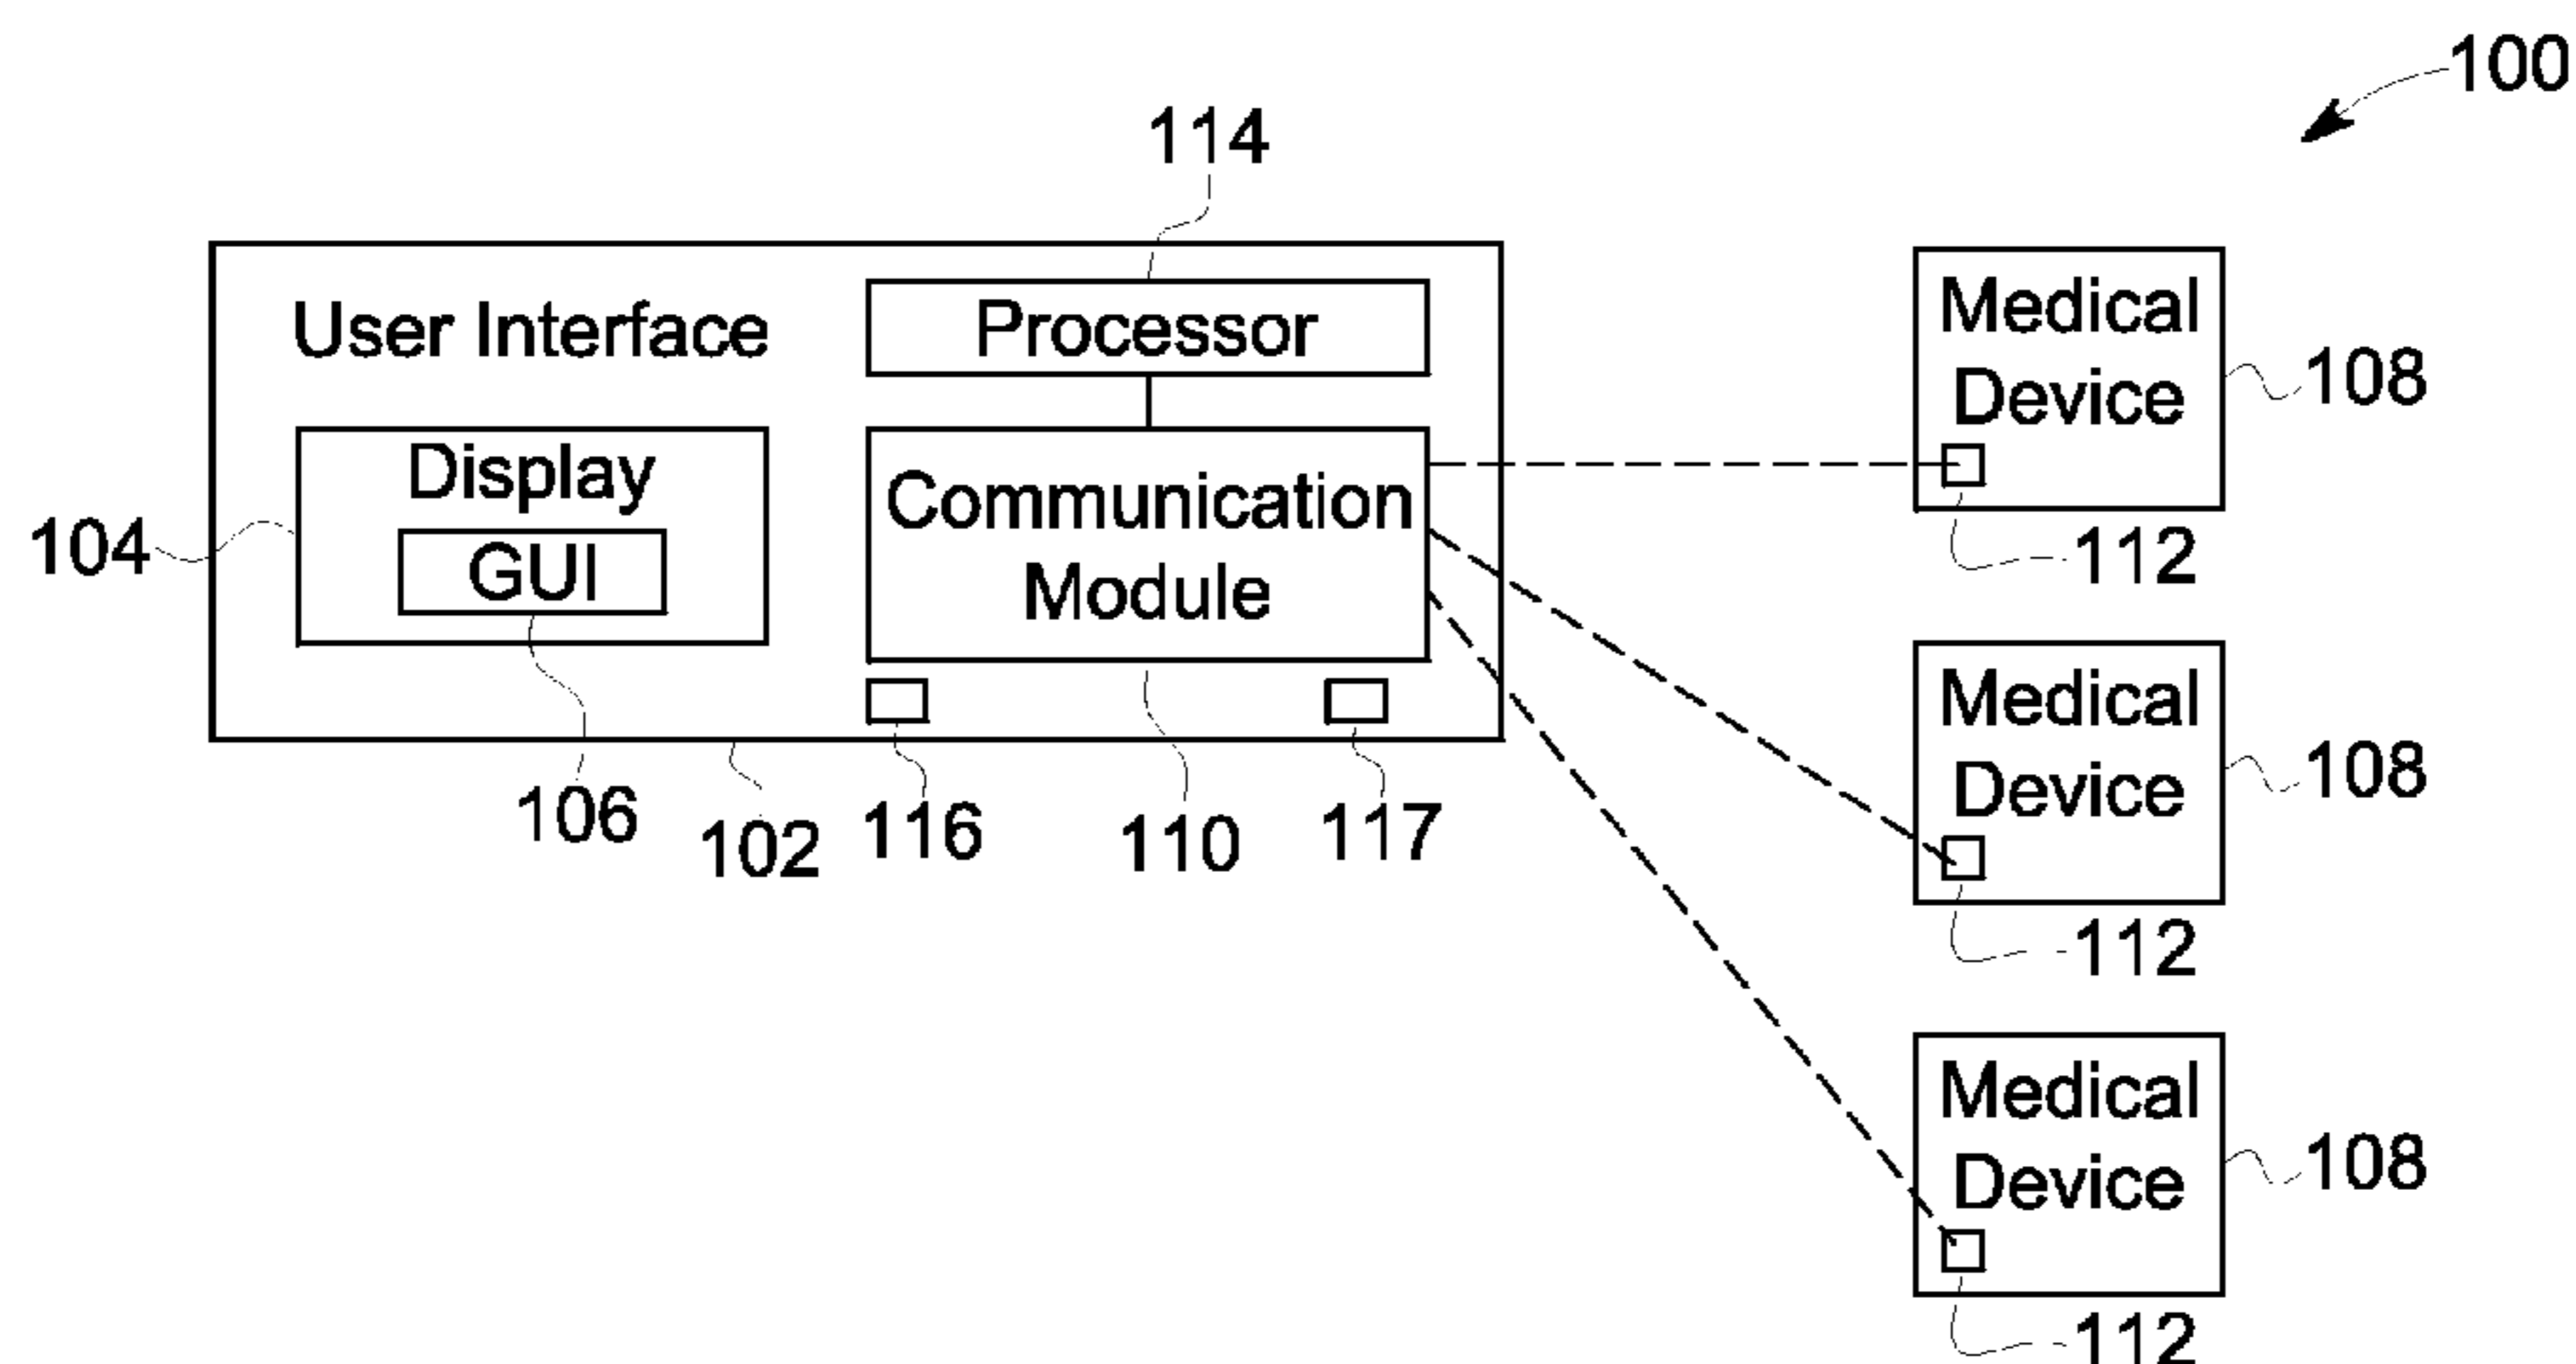 100
114
User Interface
Processor
Medical
Device
108
Display
GUI
Communication
Module
104
112
106
102
116
110
117
Medical
Device
108
112
Medical
Device
108
112